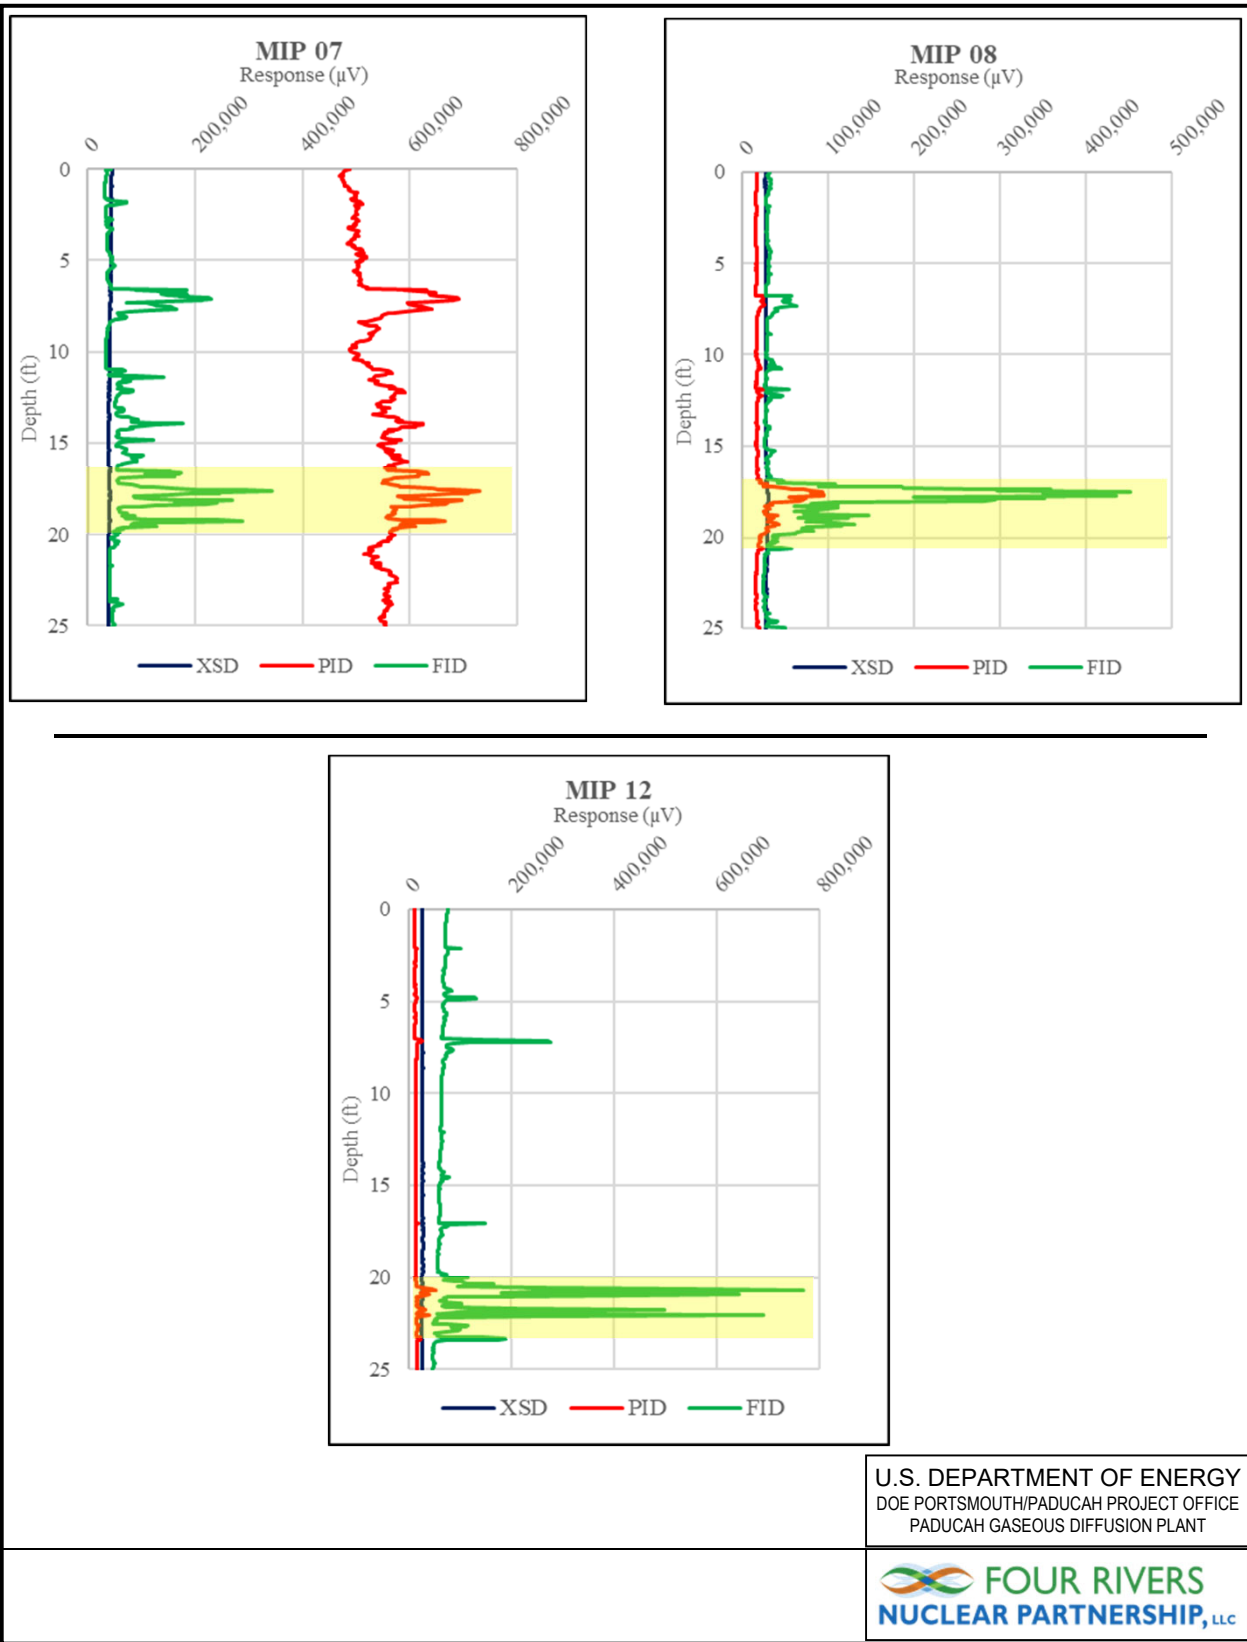 MIP 07
Response (µV)
0
200,000
400,000
600,000
800,000
0
5
10
15
20
25
Depth (ft)
XSD PID FID
MIP 08
Response (µV)
0
100,000
200,000
300,000
400,000
500,000
0
5
10
15
20
25
Depth (ft)
XSD PID FID
MIP 12
Response (µV)
0
200,000
400,000
600,000
800,000
0
5
10
15
20
25
Depth (ft)
XSD PID FID
U.S. DEPARTMENT OF ENERGY
DOE PORTSMOUTH/PADUCAH PROJECT OFFICE
PADUCAH GASEOUS DIFFUSION PLANT
FOUR RIVERS
NUCLEAR PARTNERSHIP, LLC